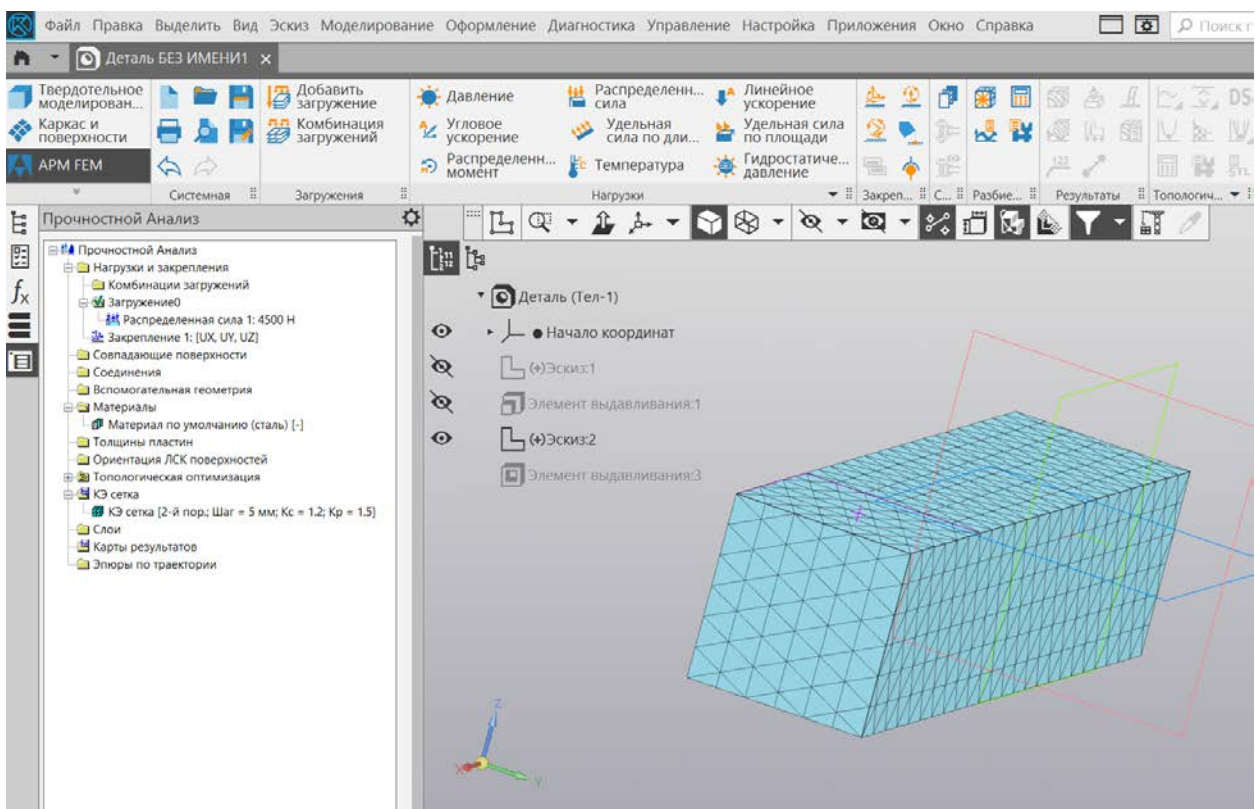 Файл Правка Выделить Вид Эскиз Моделирование Оформление Диагностика Управление Настройка Приложения Окно Справка
Поиск
Деталь БЕЗ ИМЕНИ1
Твердотельное
моделирован...
Каркас и
поверхности
APM FEM
Системная
Добавить
загружение
Комбинация
загружений
Загружения
Давление
Угловое
ускорение
Распределенн...
момент
Распределенн...
сила
Удельная
сила по дли...
Температура
Линейное
ускорение
Удельная сила
по площади
Гидростатиче...
давление
Нагрузки
Закреп...
С...
Разбие...
123
Результаты
DS
STL
Топологич...
Прочностной Анализ
Прочностной Анализ
Нагрузки и закрепления
Комбинации загружений
Загружение0
Распределенная сила 1: 4500 Н
Закрепление 1: [UX, UY, UZ]
Совпадающие поверхности
Соединения
Вспомогательная геометрия
Материалы
Материал по умолчанию (сталь) [-]
Толщины пластин
Ориентация ЛСК поверхностей
Топологическая оптимизация
КЭ сетка
КЭ сетка [2-й пор.; Шаг = 5 мм; Кс = 1.2; Кр = 1.5]
Слои
Карты результатов
Эпюры по траектории
Деталь (Тел-1)
Начало координат
(+)Эскиз:1
Элемент выдавливания:1
(+)Эскиз:2
Элемент выдавливания:3
Z
X
Y